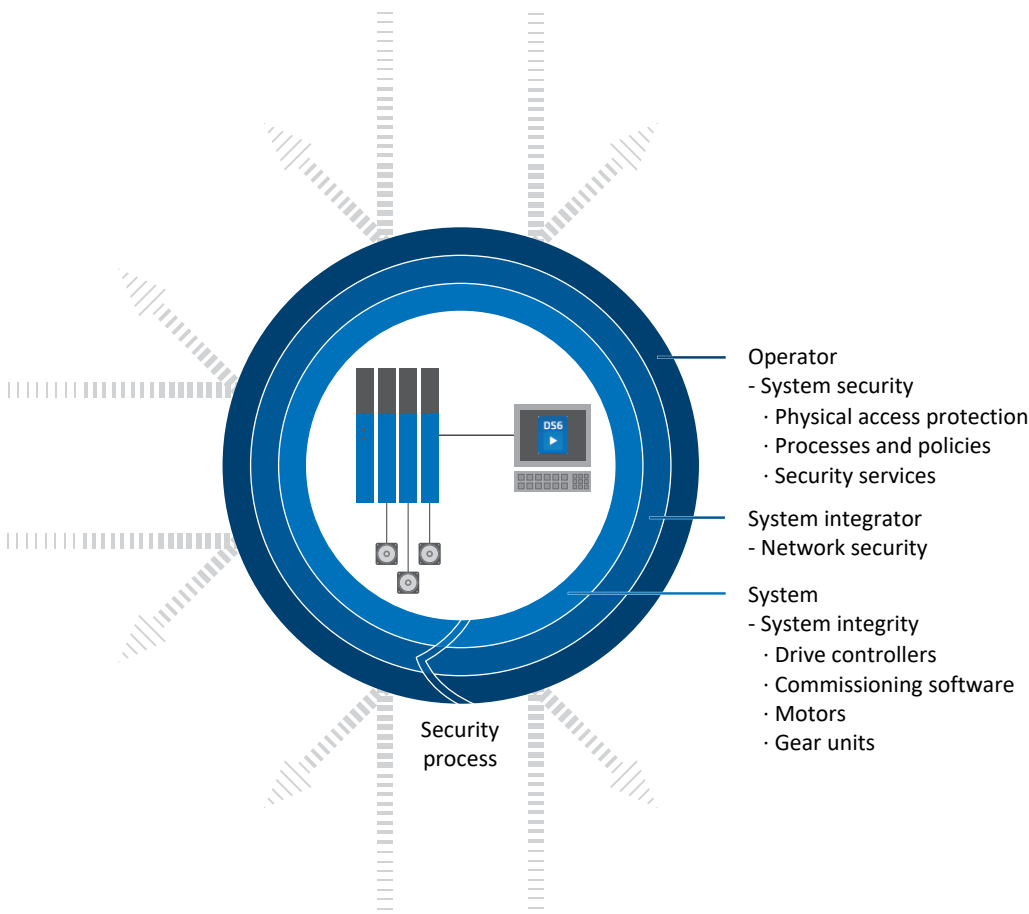 DS6
Operator
- System security
· Physical access protection
· Processes and policies
· Security services
System integrator
- Network security
System
- System integrity
· Drive controllers
· Commissioning software
· Motors
· Gear units
Security
process